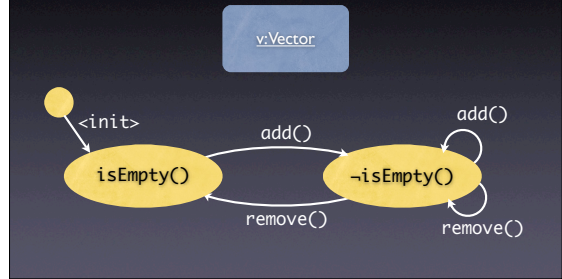 v:Vector
<init>
add()
add()
isEmpty()
¬isEmpty()
remove()
remove()